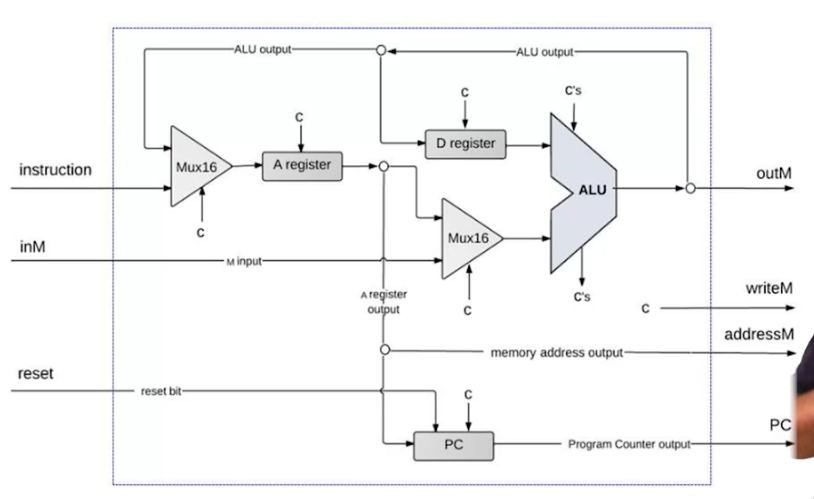 ALU output
ALU output
c
c's
c
D register
Mux16
A register
instruction
outM
ALU
c
Mux16
inM
M input
A register
output
c
c's
writeM
c
addressM
memory address output
reset
reset bit
c
PC
PC
Program Counter output